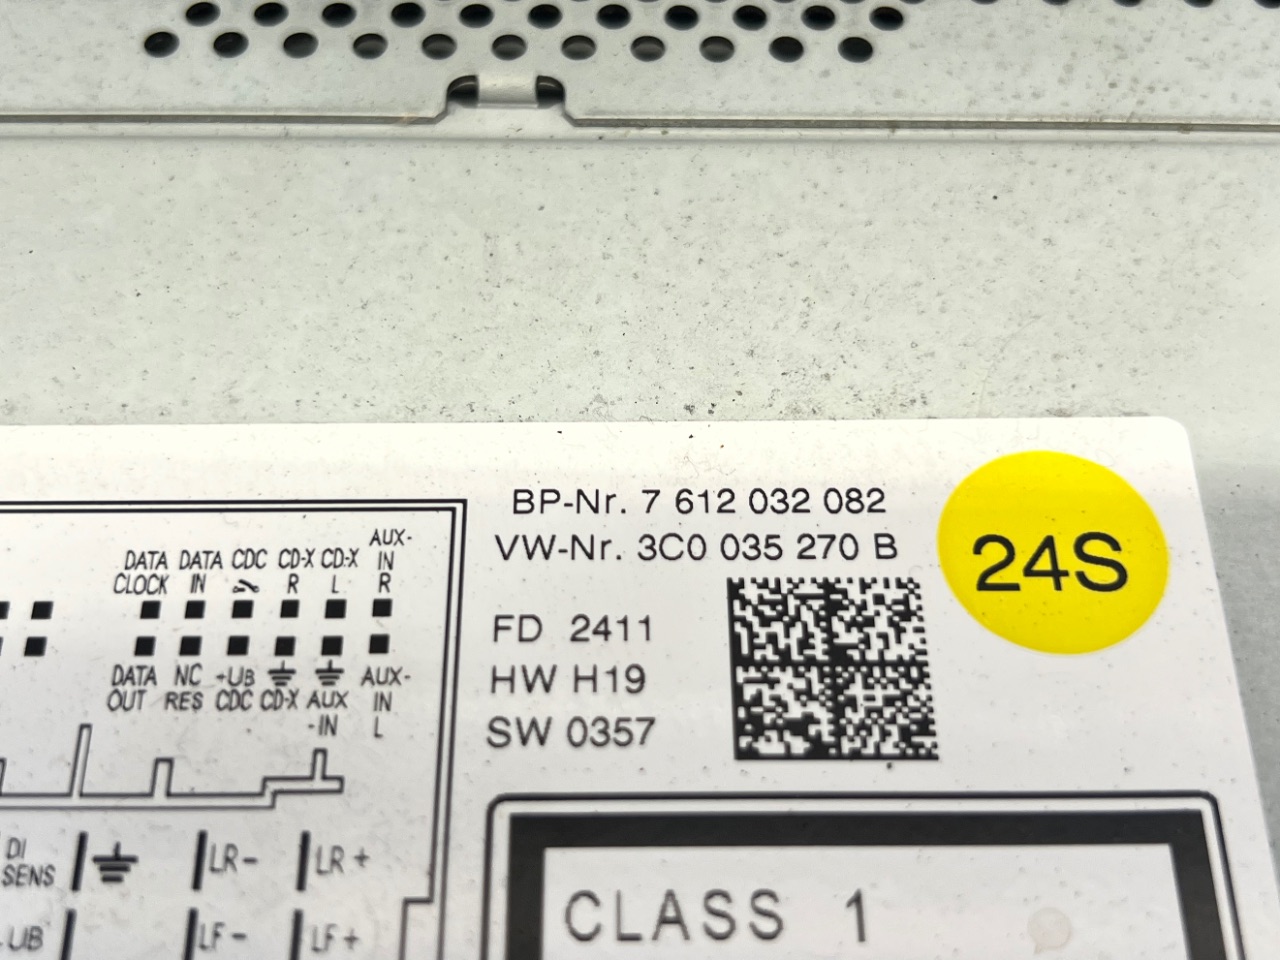 BP-Nr. 7 612 032 082
VW-Nr. 3C0 035 270 B
24S
FD 2411
HW H19
SW 0357
AUX-
DATA DATA CDC CD-X CD-X IN
CLOCK IN R L R
DATA NC +UB AUX-
OUT RES CDC CD-X AUX IN
-IN L
DI LR- LR+
SENS
UB LF- LF+
CLASS 1